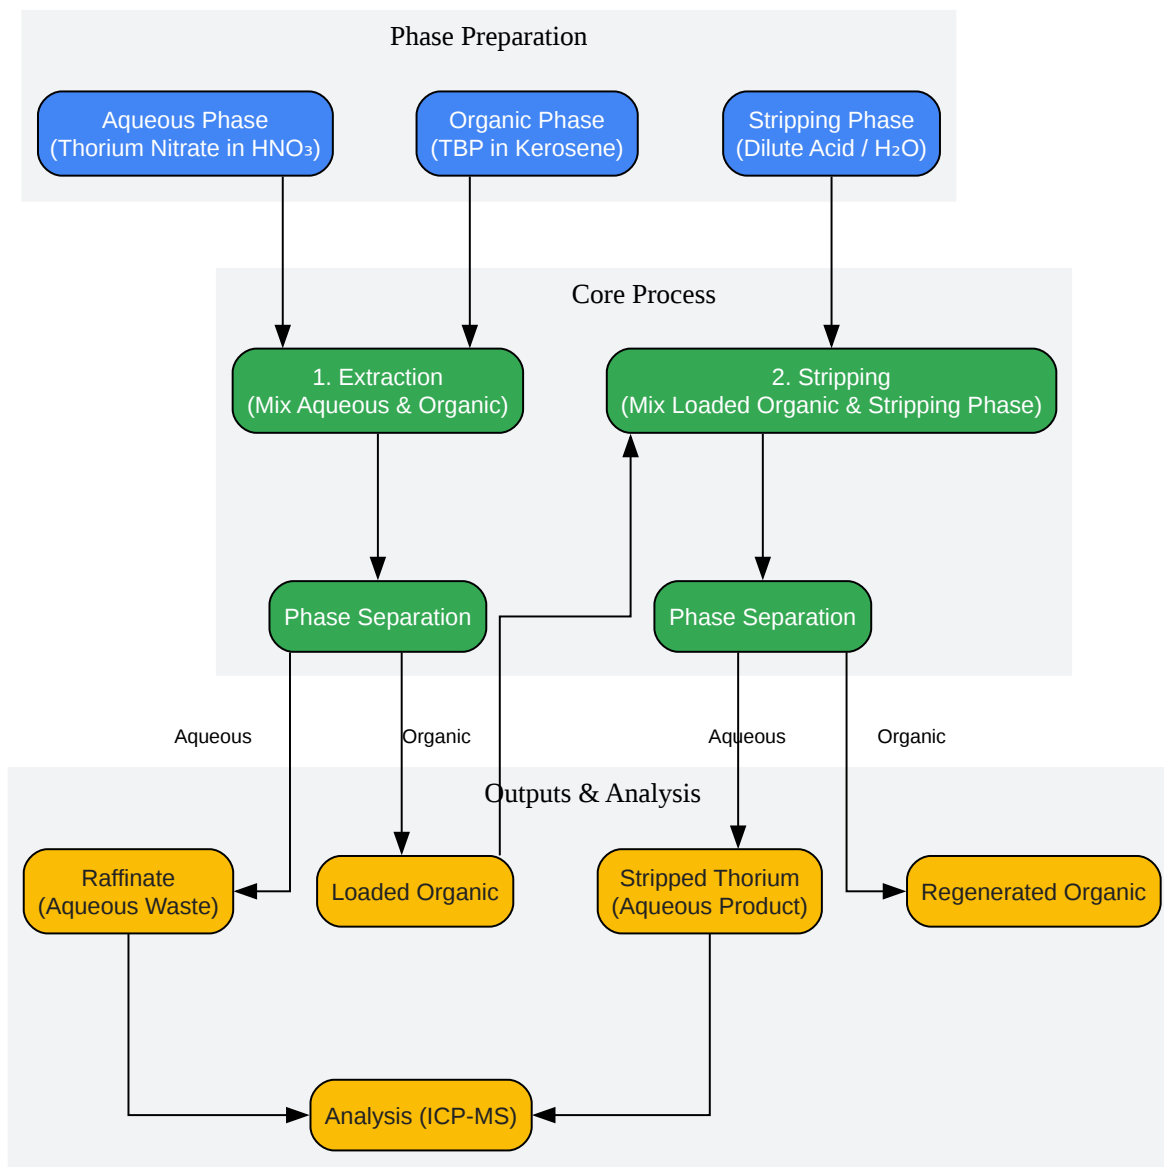 Phase Preparation
Aqueous Phase
(Thorium Nitrate in HNO₃)
Organic Phase
(TBP in Kerosene)
Stripping Phase
(Dilute Acid / H₂O)
Core Process
1. Extraction
(Mix Aqueous & Organic)
2. Stripping
(Mix Loaded Organic & Stripping Phase)
Phase Separation
Phase Separation
Aqueous
Organic
Aqueous
Organic
Outputs & Analysis
Raffinate
(Aqueous Waste)
Loaded Organic
Stripped Thorium
(Aqueous Product)
Regenerated Organic
Analysis (ICP-MS)